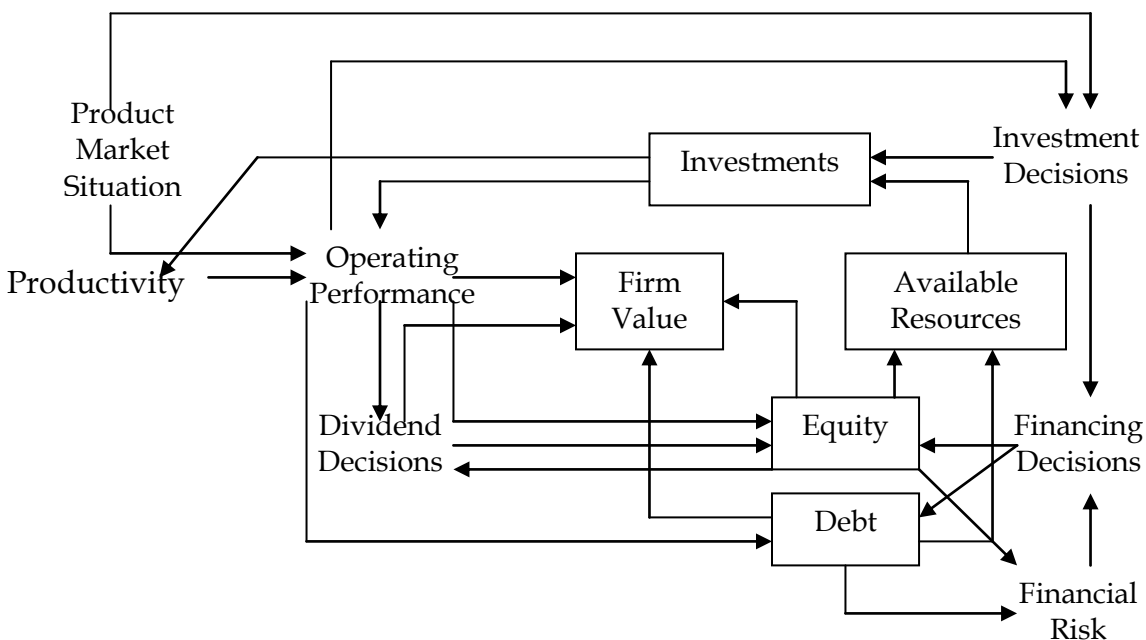 Product
Market
Situation
Investment
Decisions
Investments
Productivity
Operating
Performance
Firm
Value
Available
Resources
Dividend
Decisions
Equity
Financing
Decisions
Debt
Financial
Risk